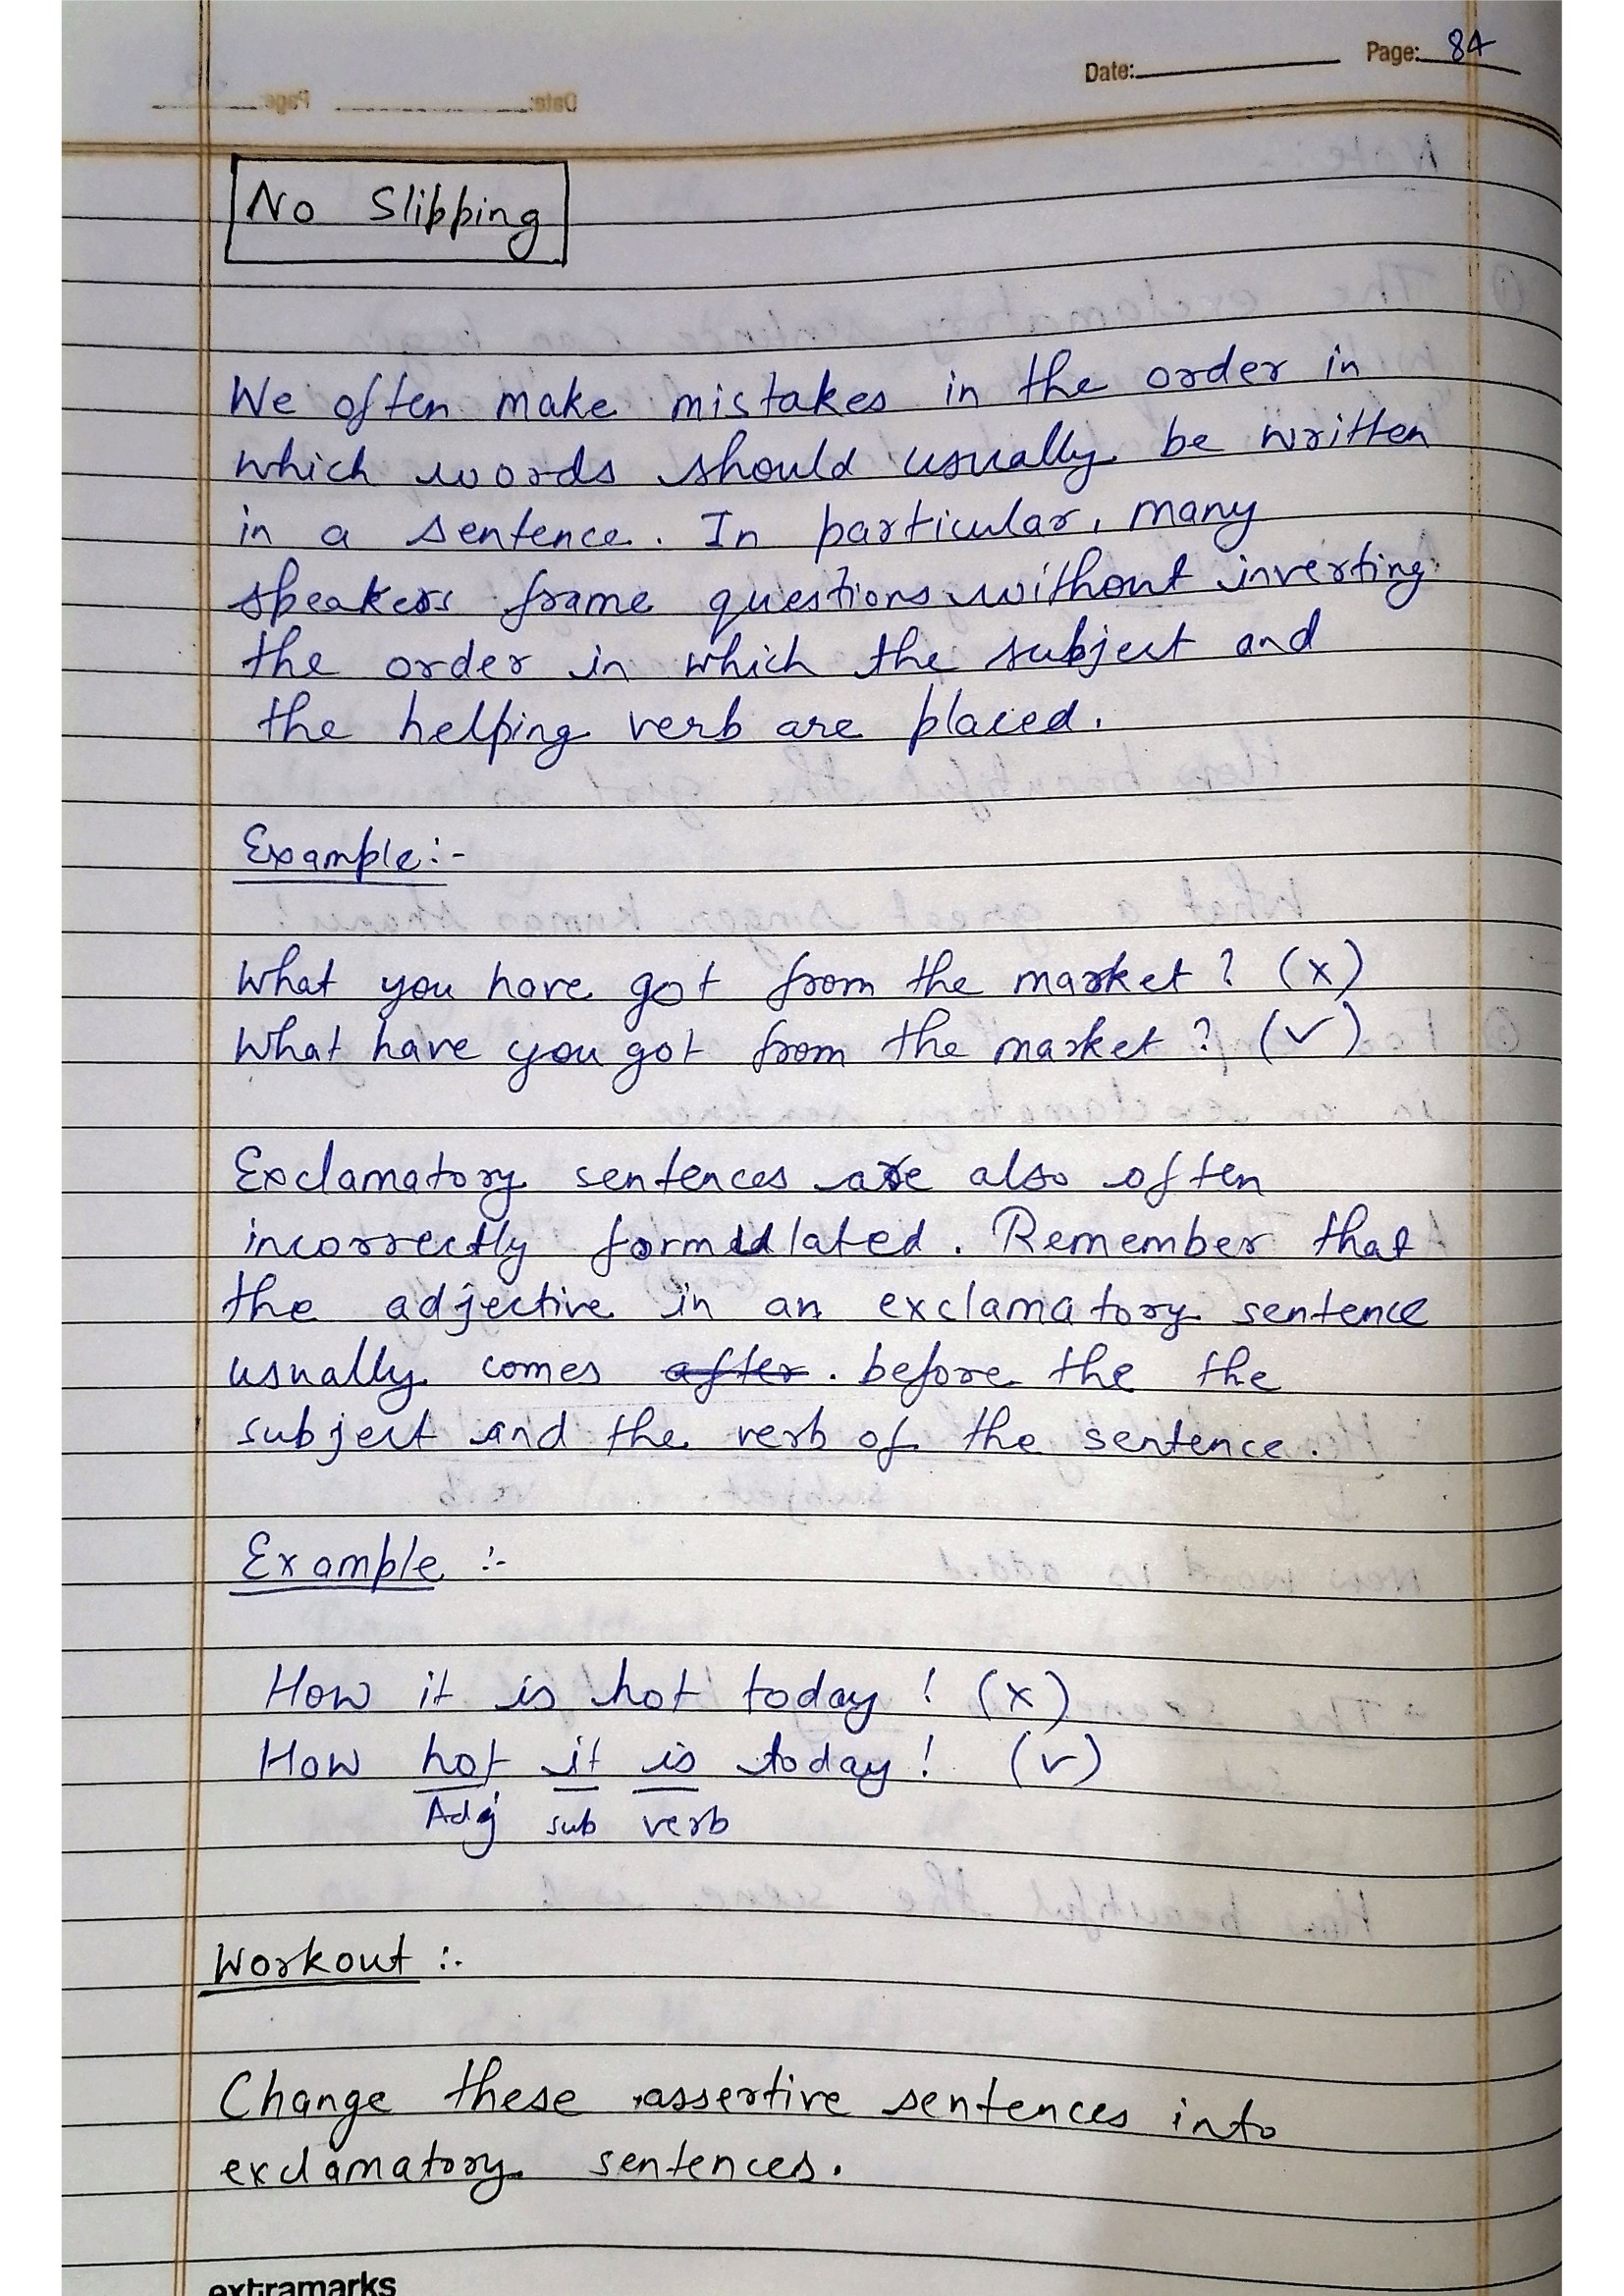 Date: Page: 84
No Slipping
We often make mistakes in the order in
which words should usually be written
in a sentence. In particular, many
speakers frame questions without inverting
the order in which the subject and
the helping verb are placed.
Example:-
What you have got from the market? (x)
What have you got from the market? (✓)
Exclamatory sentences are also often
incorrectly formulated. Remember that
the adjective in an exclamatory sentence
usually comes after. before the the
subject and the verb of the sentence.
Example :-
How it is hot today! (x)
How hot it is today! (✓)
Adj sub verb
Workout :-
Change these assertive sentences into
exclamatory sentences.
extramarks